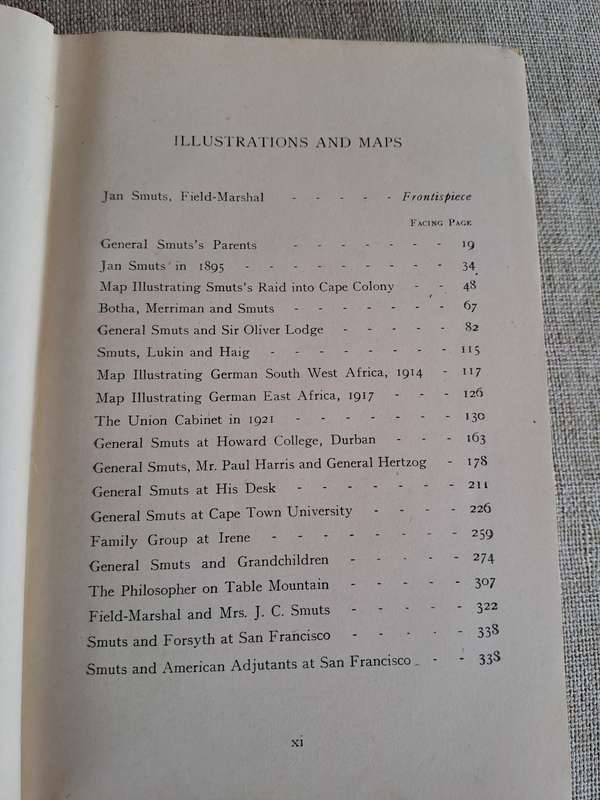 ILLUSTRATIONS AND MAPS
Jan Smuts, Field-Marshal - - - - - Frontispiece
FACING PAGE
General Smuts's Parents - - - - - - - 19
Jan Smuts in 1895 - - - - - - - - - 34
Map Illustrating Smuts's Raid into Cape Colony - - 48
Botha, Merriman and Smuts - - - - - - - 67
General Smuts and Sir Oliver Lodge - - - - - 82
Smuts, Lukin and Haig - - - - - - - - 115
Map Illustrating German South West Africa, 1914 - 117
Map Illustrating German East Africa, 1917 - - - 126
The Union Cabinet in 1921 - - - - - - - 130
General Smuts at Howard College, Durban - - - 163
General Smuts, Mr. Paul Harris and General Hertzog - 178
General Smuts at His Desk - - - - - - - 211
General Smuts at Cape Town University - - - - 226
Family Group at Irene - - - - - - - - 259
General Smuts and Grandchildren - - - - - 274
The Philosopher on Table Mountain - - - - - 307
Field-Marshal and Mrs. J. C. Smuts - - - - - 322
Smuts and Forsyth at San Francisco - - - - - 338
Smuts and American Adjutants at San Francisco - - 338
xi